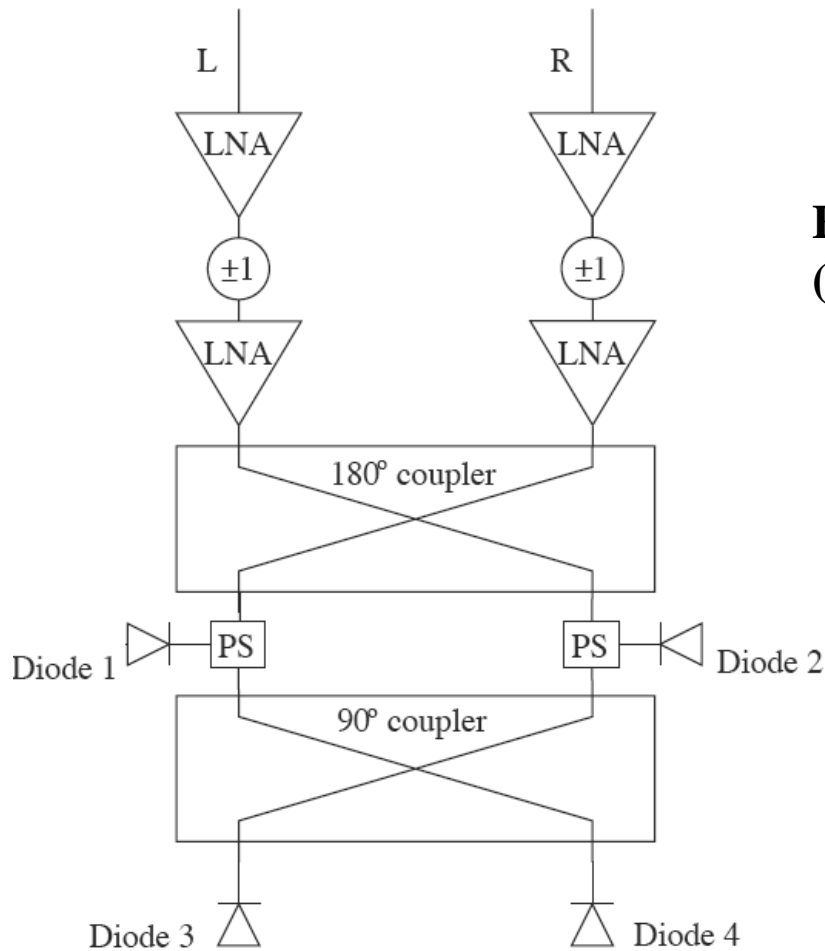 L
R
LNA
LNA
±1
±1
LNA
LNA
180° coupler
PS
PS
Diode 1
Diode 2
90° coupler
Diode 3
Diode 4
(